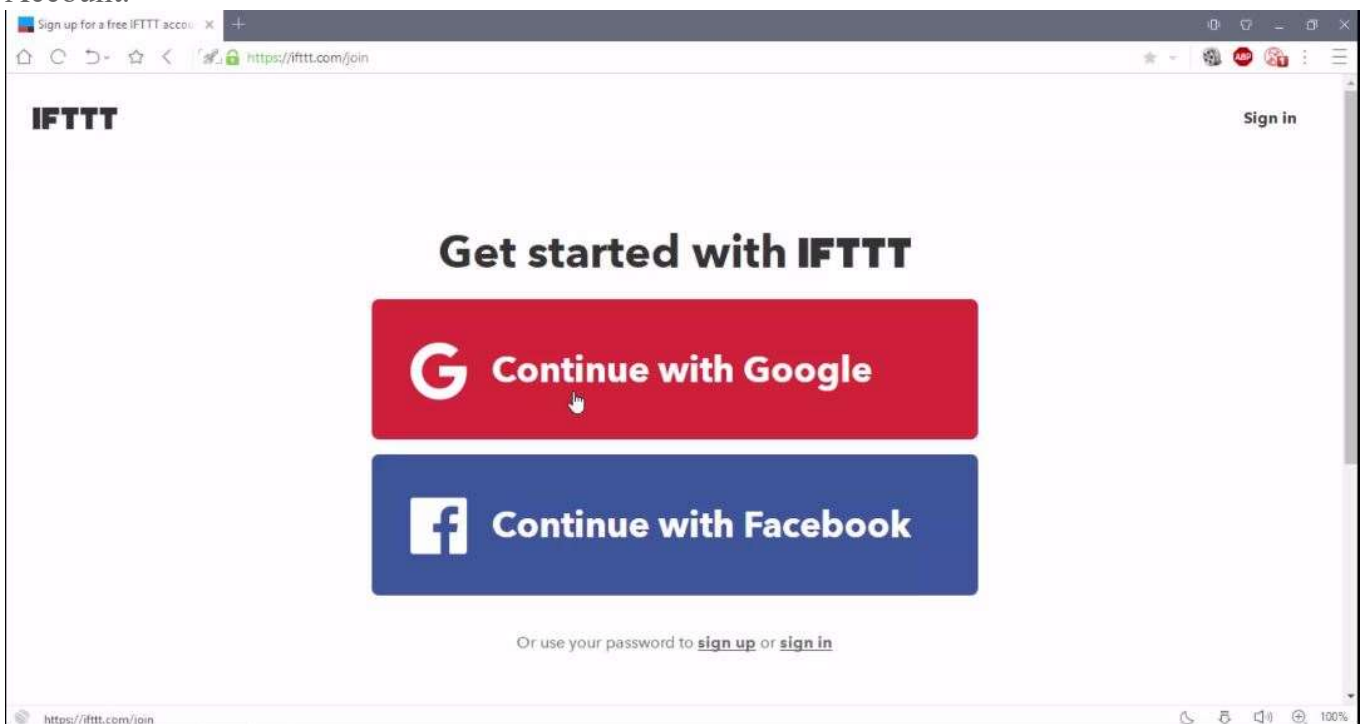 Account.
Sign up for a free IFTTT accou
https://ifttt.com/join
ABP
IFTTT
Sign in
Get started with IFTTT
G Continue with Google
f Continue with Facebook
Or use your password to sign up or sign in
https://ifttt.com/join
100%